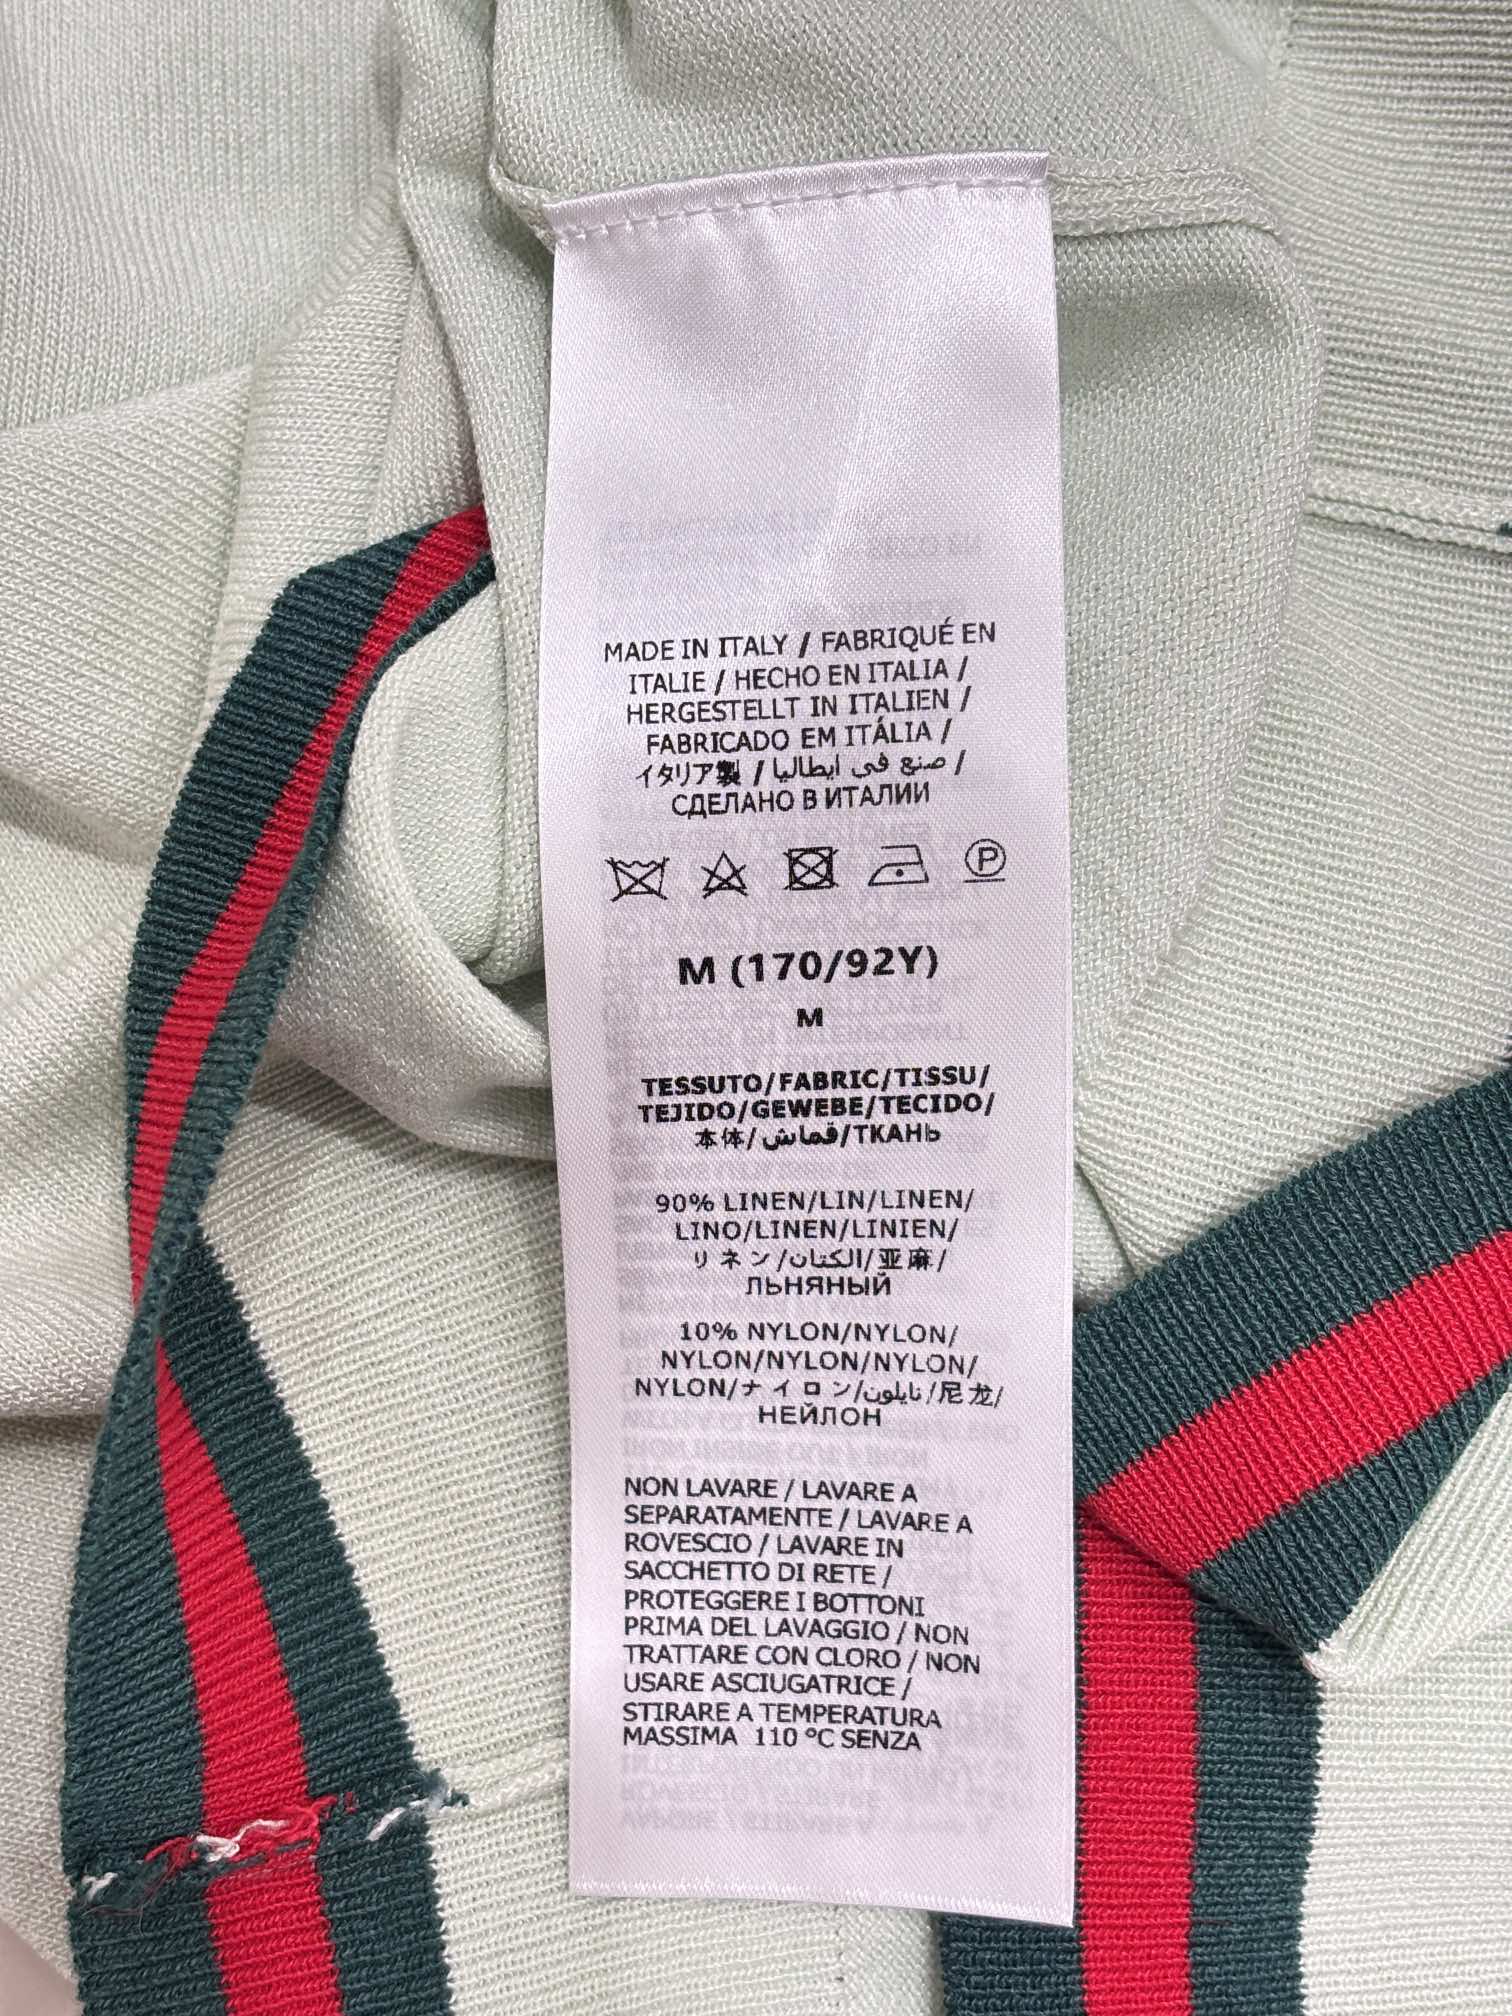 MADE IN ITALY / FABRIQUÉ EN
ITALIE / HECHO EN ITALIA /
HERGESTELLT IN ITALIEN /
FABRICADO EM ITÁLIA /
イタリア製 / صنع في ايطاليا /
СДЕЛАНО В ИТАЛИИ
P
M (170/92Y)
M
TESSUTO/FABRIC/TISSU/
TEJIDO/GEWEBE/TECIDO/
本体/قماش/ТКАНЬ
90% LINEN/LIN/LINEN/
LINO/LINEN/LINIEN/
リネン/الكتان/亚麻/
ЛЬНЯНЫЙ
10% NYLON/NYLON/
NYLON/NYLON/NYLON/
NYLON/ナイロン/نايلون/尼龙/
НЕЙЛОН
NON LAVARE / LAVARE A
SEPARATAMENTE / LAVARE A
ROVESCIO / LAVARE IN
SACCHETTO DI RETE /
PROTEGGERE I BOTTONI
PRIMA DEL LAVAGGIO / NON
TRATTARE CON CLORO / NON
USARE ASCIUGATRICE /
STIRARE A TEMPERATURA
MASSIMA 110 °C SENZA